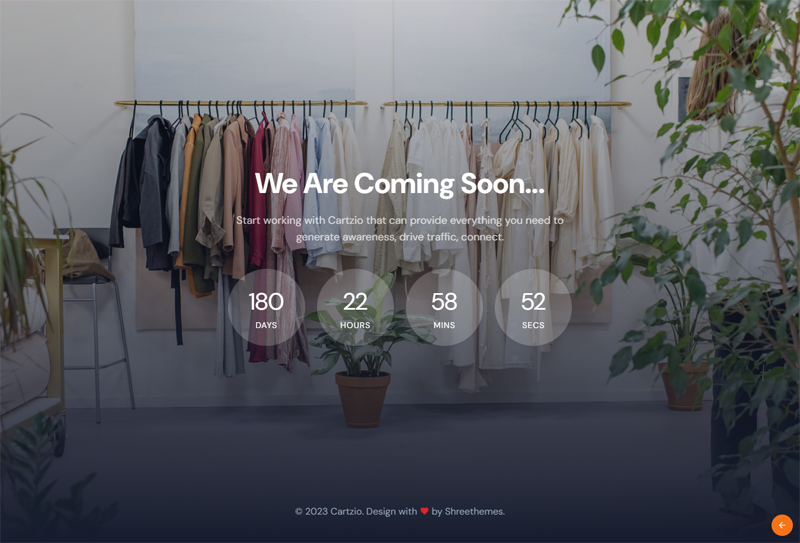 We Are Coming Soon...
Start working with Cartzio that can provide everything you need to
generate awareness, drive traffic, connect.
180 22 58 52
DAYS HOURS MINS SECS
© 2023 Cartzio. Design with ❤ by Shreethemes.